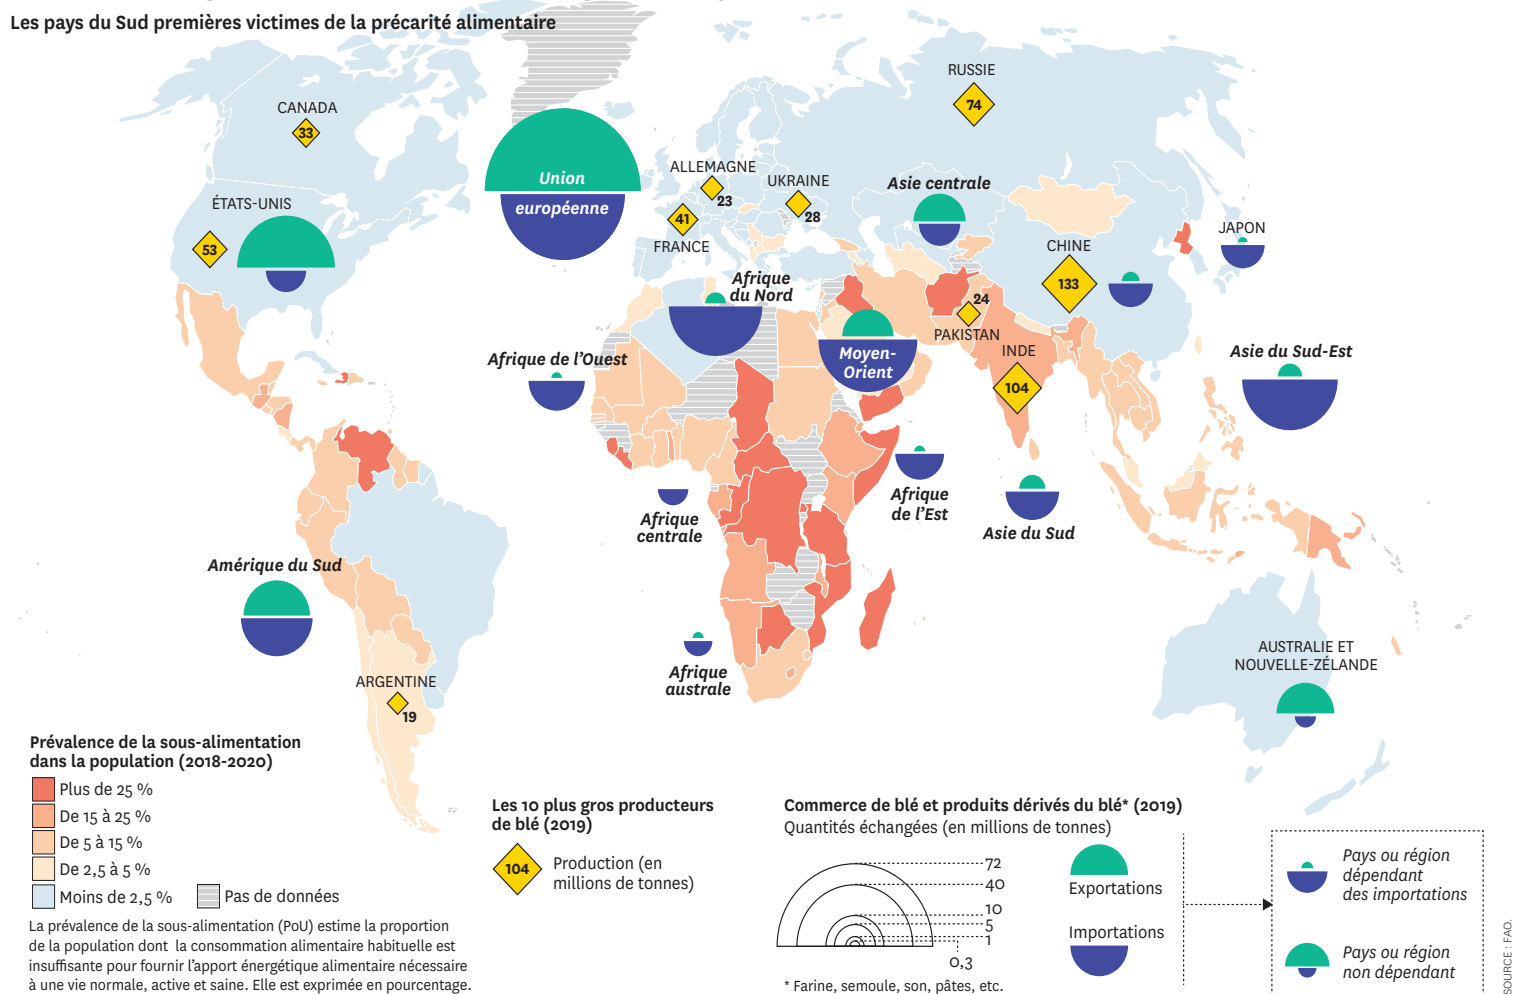 Les pays du Sud premières victimes de la précarité alimentaire
CANADA
33
ÉTATS-UNIS
53
Union
européenne
ALLEMAGNE
23
41
FRANCE
UKRAINE
28
RUSSIE
74
Asie centrale
CHINE
133
JAPON
Afrique
du Nord
24
PAKISTAN
INDE
104
Moyen-
Orient
Afrique de l'Ouest
Asie du Sud-Est
Afrique
centrale
Afrique
de l'Est
Asie du Sud
Amérique du Sud
Afrique
australe
AUSTRALIE ET
NOUVELLE-ZÉLANDE
ARGENTINE
19
Prévalence de la sous-alimentation
dans la population (2018-2020)
Plus de 25 %
De 15 à 25 %
De 5 à 15 %
De 2,5 à 5 %
Moins de 2,5 %
Pas de données
La prévalence de la sous-alimentation (PoU) estime la proportion
de la population dont la consommation alimentaire habituelle est
insuffisante pour fournir l'apport énergétique alimentaire nécessaire
à une vie normale, active et saine. Elle est exprimée en pourcentage.
Les 10 plus gros producteurs
de blé (2019)
104
Production (en
millions de tonnes)
Commerce de blé et produits dérivés du blé* (2019)
Quantités échangées (en millions de tonnes)
72
40
10
5
1
0,3
Exportations
Importations
* Farine, semoule, son, pâtes, etc.
Pays ou région
dépendant
des importations
Pays ou région
non dépendant
SOURCE : FAO.